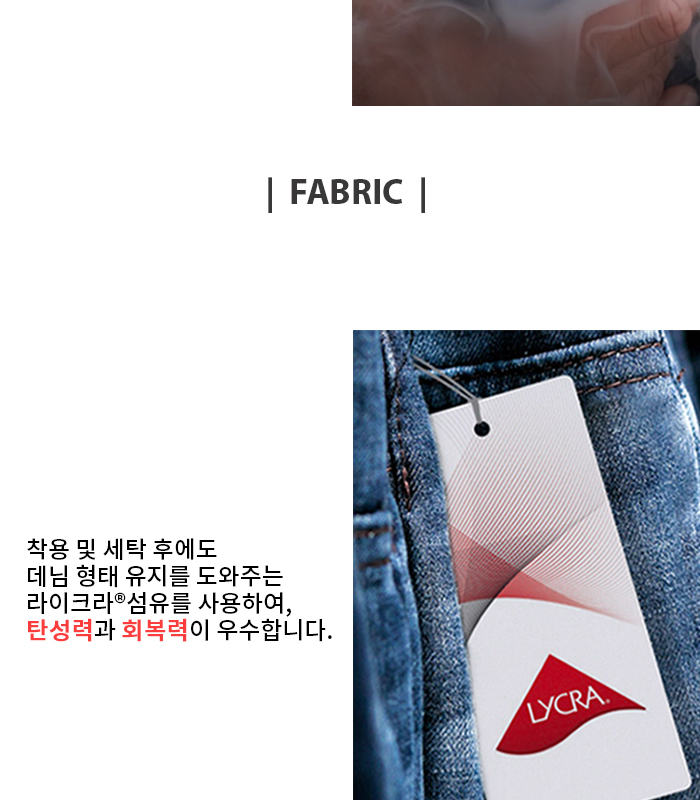 | FABRIC |
착용 및 세탁 후에도
데님 형태 유지를 도와주는
라이크라®섬유를 사용하여,
탄성력과 회복력이 우수합니다.
LYCRA®